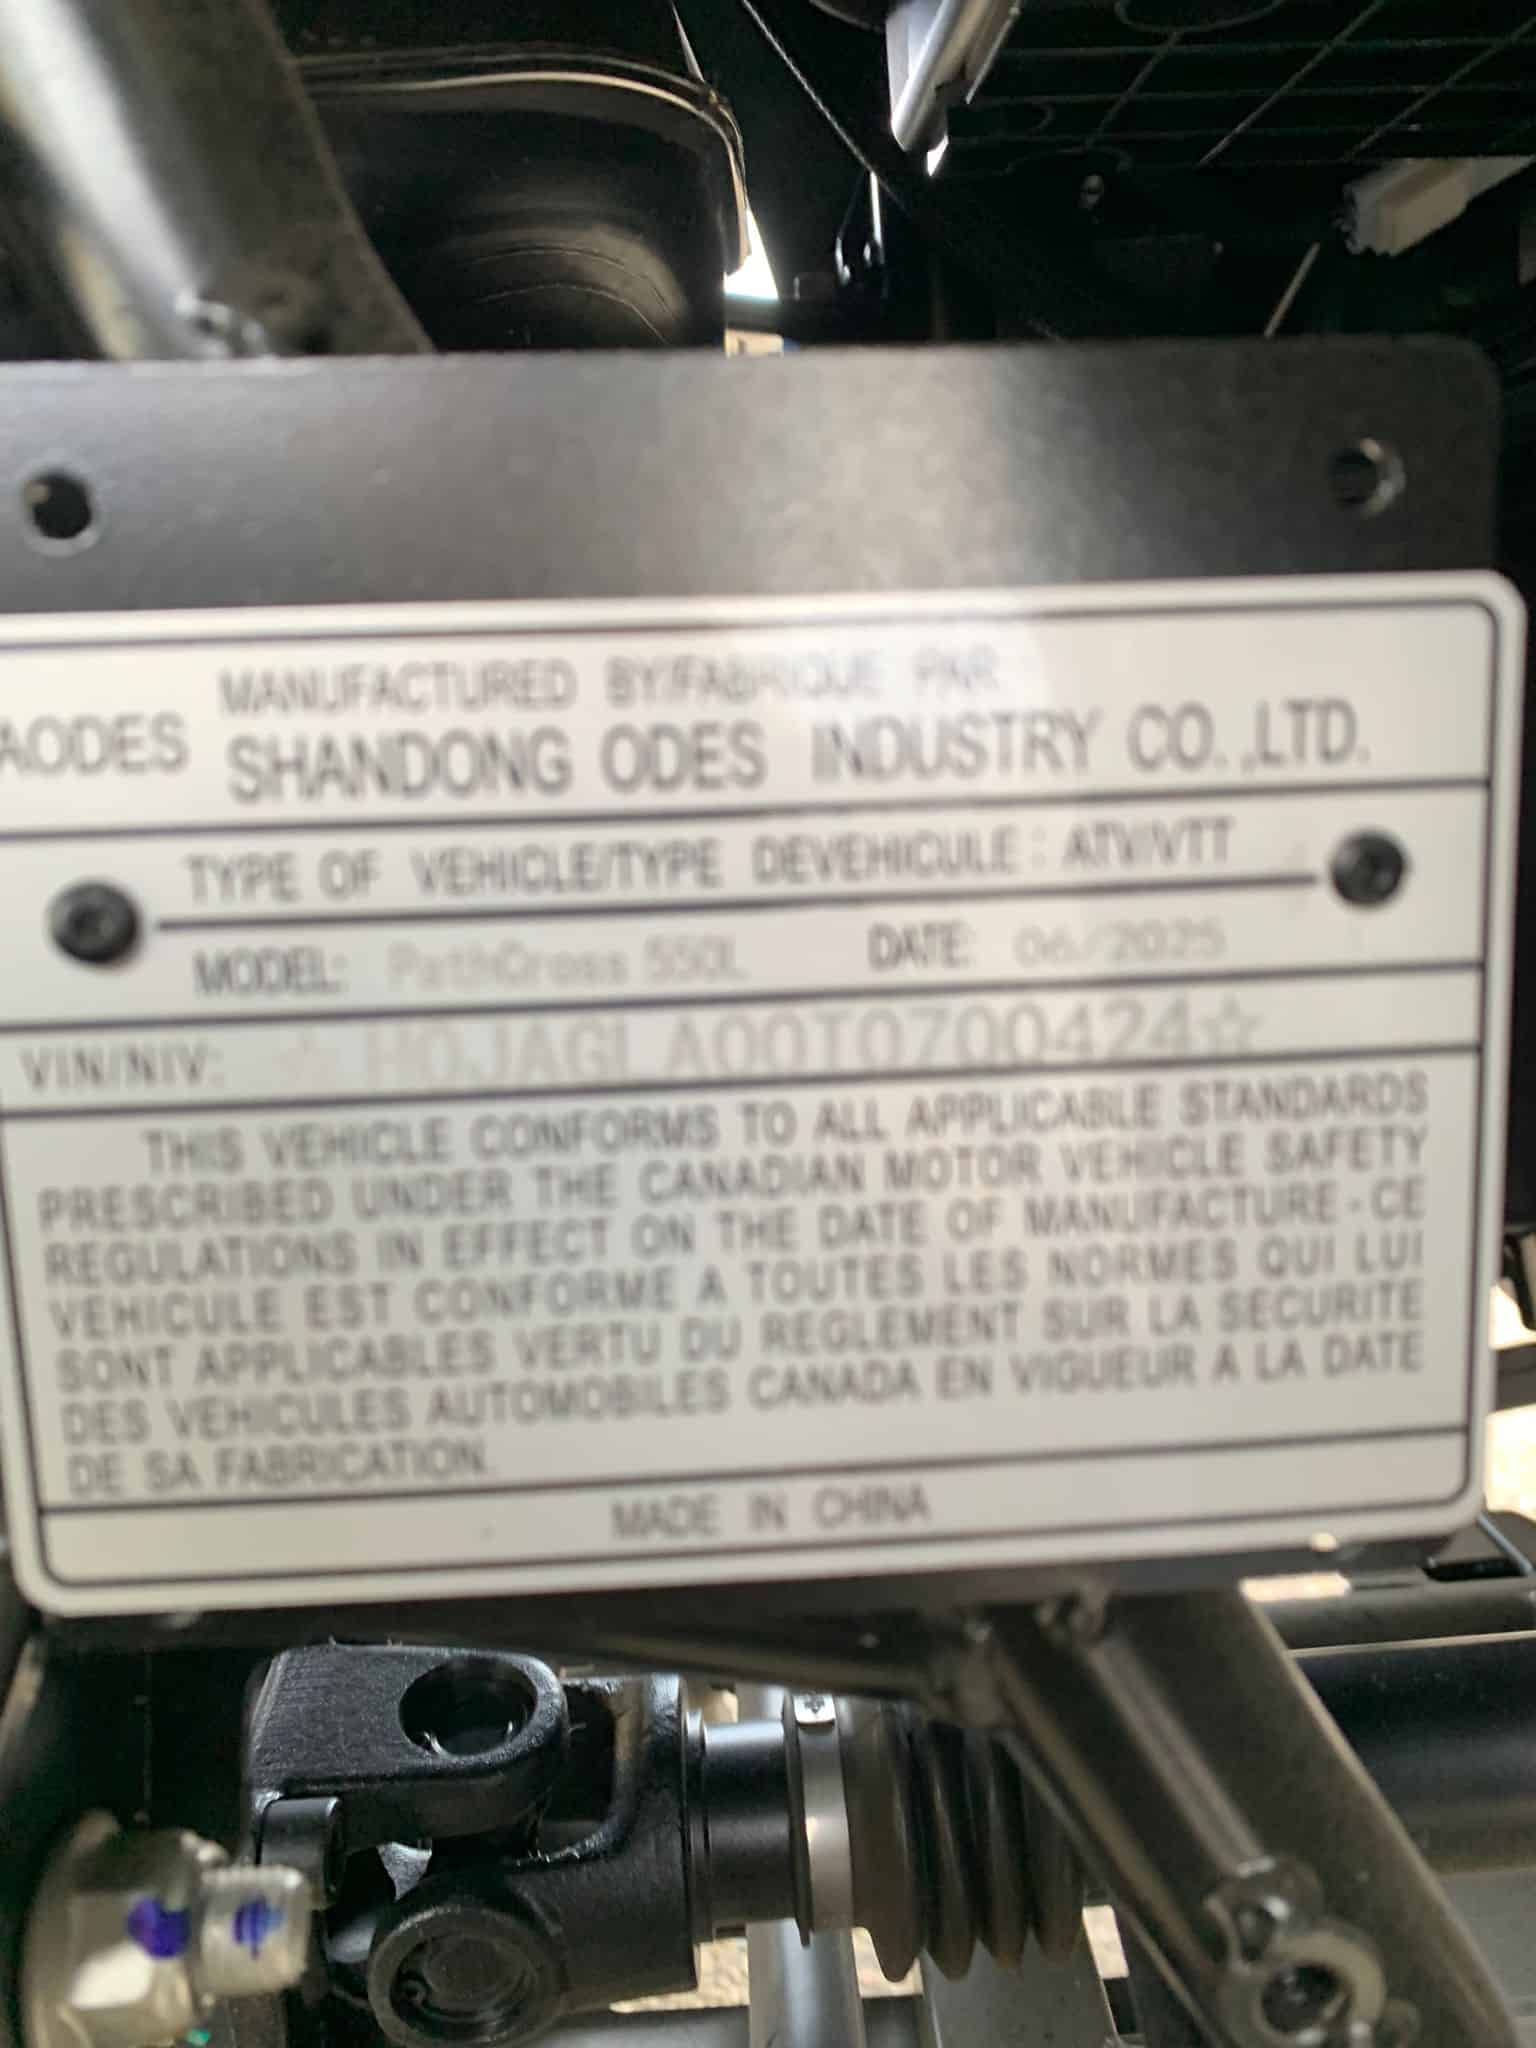 MANUFACTURED BY/FABRIQUE PAR
AODES SHANDONG ODES INDUSTRY CO.,LTD.
TYPE OF VEHICLE/TYPE DEVEHICULE : ATV/VTT
MODEL: PathCross 550L DATE: 06/2025
VIN/NIV: ☆H0JAGLA00T0Z00424☆
THIS VEHICLE CONFORMS TO ALL APPLICABLE STANDARDS
PRESCRIBED UNDER THE CANADIAN MOTOR VEHICLE SAFETY
REGULATIONS IN EFFECT ON THE DATE OF MANUFACTURE - CE
VEHICULE EST CONFORME A TOUTES LES NORMES QUI LUI
SONT APPLICABLES VERTU DU REGLEMENT SUR LA SECURITE
DES VEHICULES AUTOMOBILES CANADA EN VIGUEUR A LA DATE
DE SA FABRICATION.
MADE IN CHINA